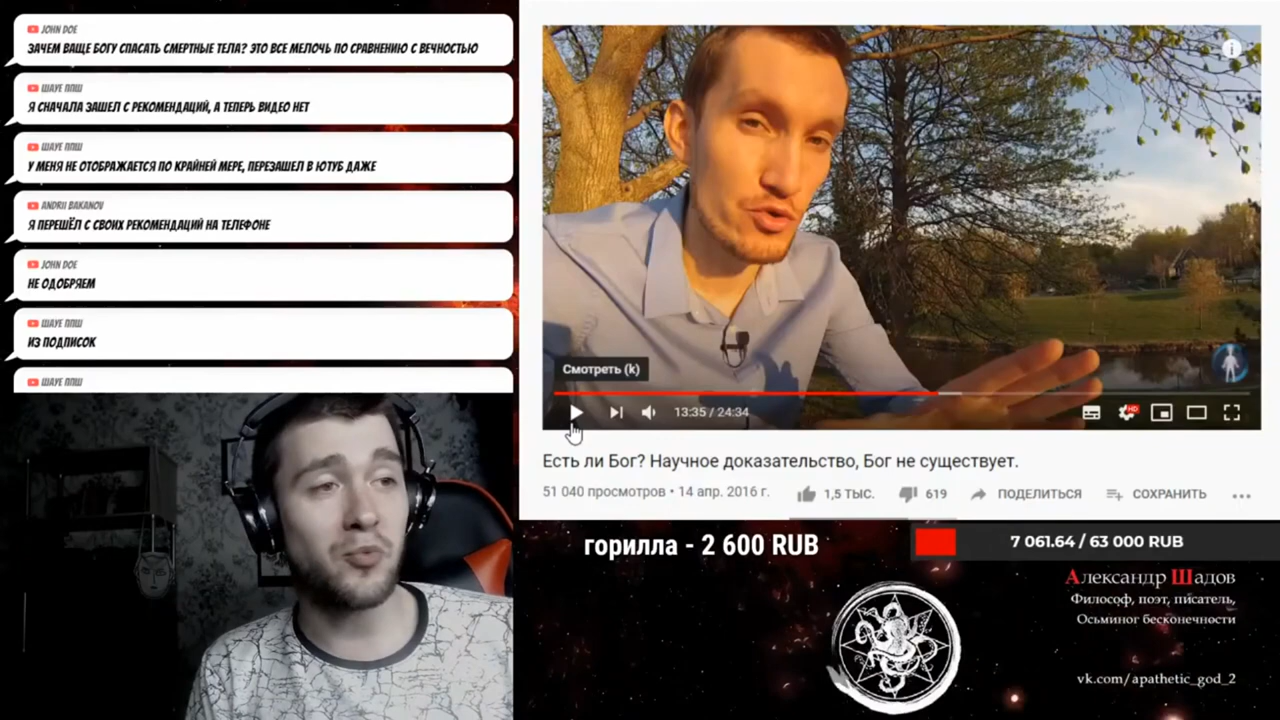 JOHN DOE
ЗАЧЕМ ВАЩЕ БОГУ СПАСАТЬ СМЕРТНЫЕ ТЕЛА? ЭТО ВСЕ МЕЛОЧЬ ПО СРАВНЕНИЮ С ВЕЧНОСТЬЮ
ШАУЕ ППШ
Я СНАЧАЛА ЗАШЕЛ С РЕКОМЕНДАЦИЙ, А ТЕПЕРЬ ВИДЕО НЕТ
ШАУЕ ППШ
У МЕНЯ НЕ ОТОБРАЖАЕТСЯ ПО КРАЙНЕЙ МЕРЕ, ПЕРЕЗАШЕЛ В ЮТУБ ДАЖЕ
ANDRII BAKANOV
Я ПЕРЕШЁЛ С СВОИХ РЕКОМЕНДАЦИЙ НА ТЕЛЕФОНЕ
JOHN DOE
НЕ ОДОБРЯЕМ
ШАУЕ ППШ
ИЗ ПОДПИСОК
ШАУЕ ППШ
Смотреть (k)
13:35 / 24:34
HD
Есть ли Бог? Научное доказательство, Бог не существует.
51 040 просмотров • 14 апр. 2016 г.
1,5 ТЫС.
619
ПОДЕЛИТЬСЯ
СОХРАНИТЬ
горилла - 2 600 RUB
7 061.64 / 63 000 RUB
Александр Шадов
Философ, поэт, писатель,
Осьминог бесконечности
vk.com/apathetic_god_2